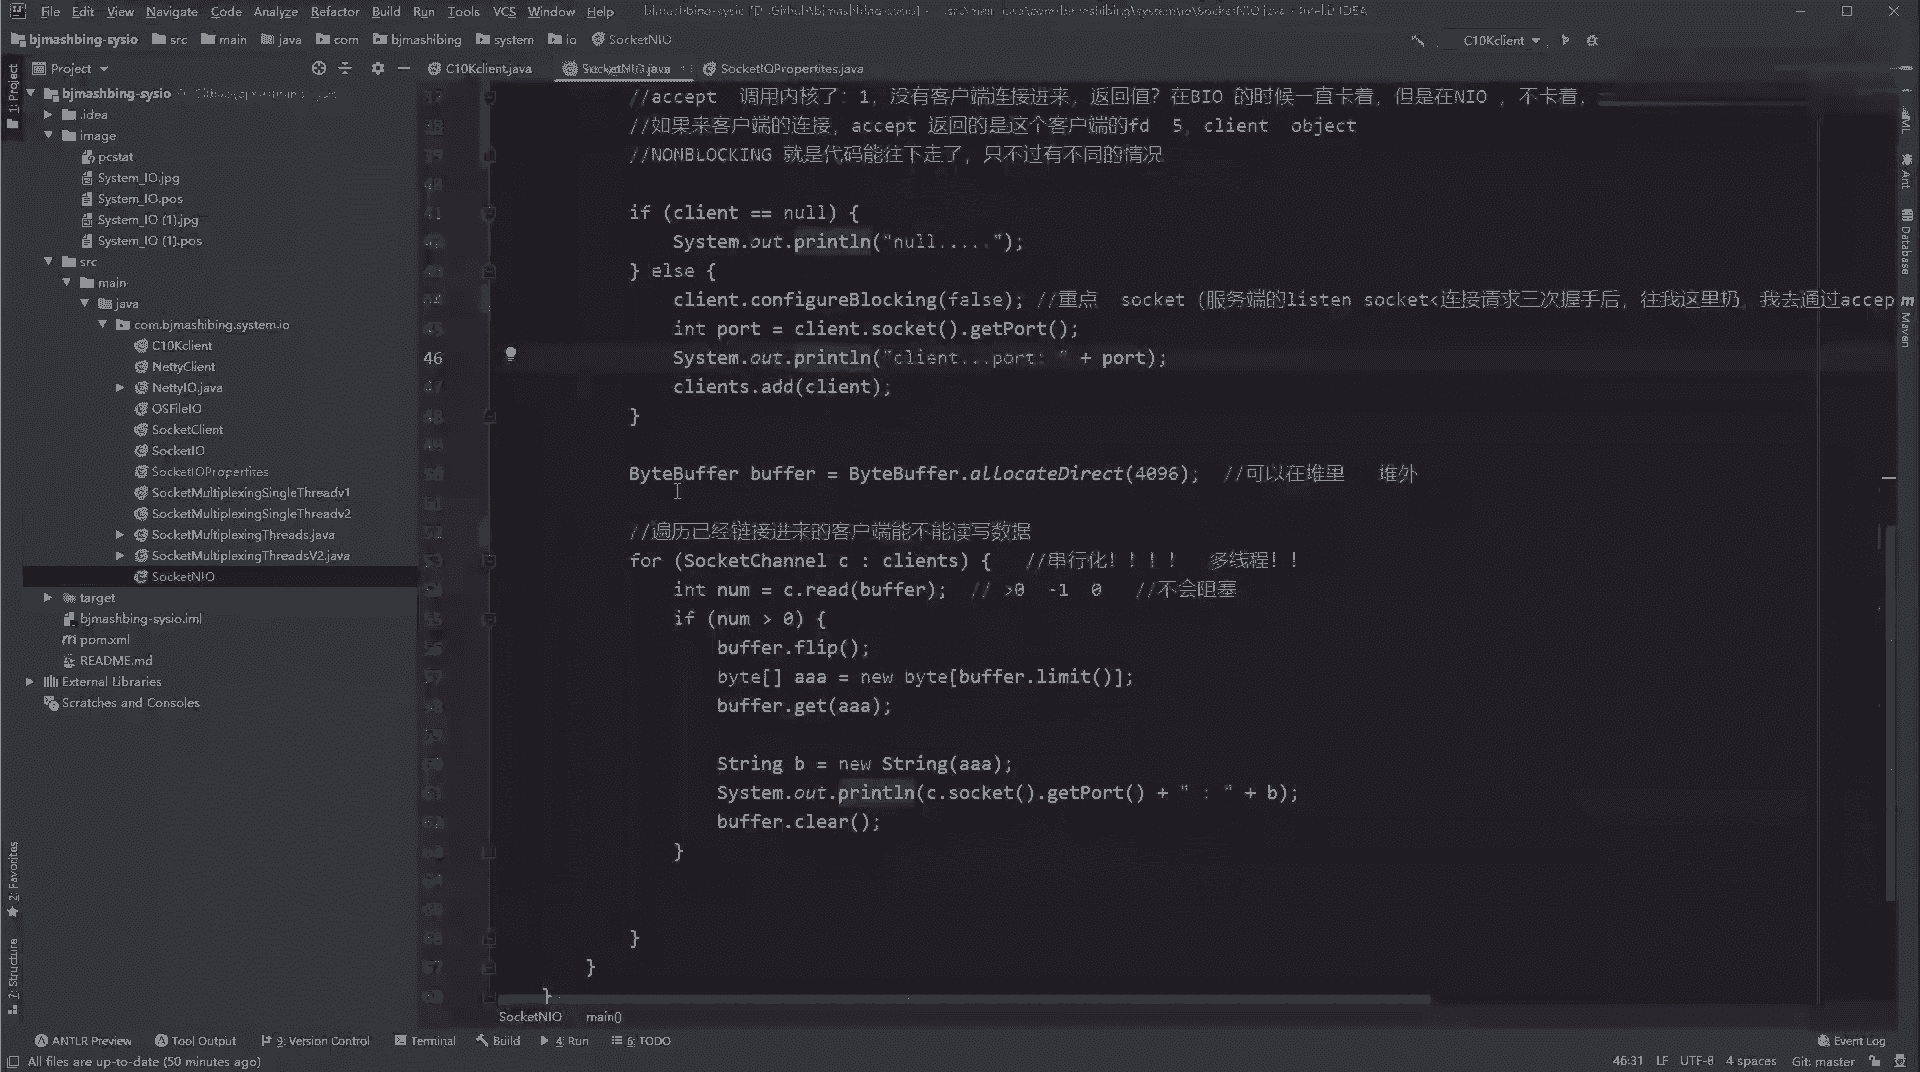 File Edit View Navigate Code Analyze Refactor Build Run Tools VCS Window Help
bjmashbing-sysio src main java com bjmashibing system io SocketNIO
C10Kclient
Project
C10Kclient.java SocketNIO.java SocketIOPropertites.java
1: Project
bjmashbing-sysio
.idea
image
pcstat
System_IO.jpg
System_IO.pos
System_IO (1).jpg
System_IO (1).pos
src
main
java
com.bjmashibing.system.io
C10Kclient
NettyClient
NettyIO.java
OSFileIO
SocketClient
SocketIO
SocketIOPropertites
SocketMultiplexingSingleThreadv1
SocketMultiplexingSingleThreadv2
SocketMultiplexingThreads.java
SocketMultiplexingThreadsV2.java
SocketNIO
target
bjmashbing-sysio.iml
pom.xml
README.md
External Libraries
Scratches and Consoles
//accept 调用内核了：1，没有客户端连接进来，返回值？在BIO 的时候一直卡着，但是在NIO ，不卡着，
//如果来客户端的连接，accept 返回的是这个客户端的fd 5，client object
//NONBLOCKING 就是代码能往下走了，只不过有不同的情况
if (client == null) {
System.out.println("null.....");
} else {
client.configureBlocking(false); //重点 socket（服务端的listen socket<连接请求三次握手后，往我这里扔，我去通过accep
int port = client.socket().getPort();
46 System.out.println("client...port: " + port);
clients.add(client);
}
ByteBuffer buffer = ByteBuffer.allocateDirect(4096); //可以在堆里 堆外
//遍历已经链接进来的客户端能不能读写数据
for (SocketChannel c : clients) { //串行化！！！！ 多线程！！
int num = c.read(buffer); // >0 -1 0 //不会阻塞
if (num > 0) {
buffer.flip();
byte[] aaa = new byte[buffer.limit()];
buffer.get(aaa);
String b = new String(aaa);
System.out.println(c.socket().getPort() + " : " + b);
buffer.clear();
}
}
}
}
SocketNIO main()
Ant
Database
Maven
2: Favorites
7: Structure
ANTLR Preview Tool Output 9: Version Control Terminal Build 4: Run 6: TODO Event Log
All files are up-to-date (50 minutes ago) 46:31 LF UTF-8 4 spaces Git: master